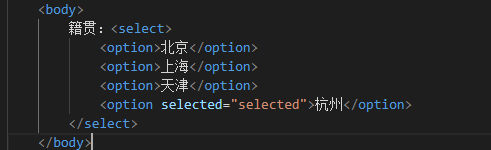 <body>
籍贯：<select>
<option>北京</option>
<option>上海</option>
<option>天津</option>
<option selected="selected">杭州</option>
</select>
</body>